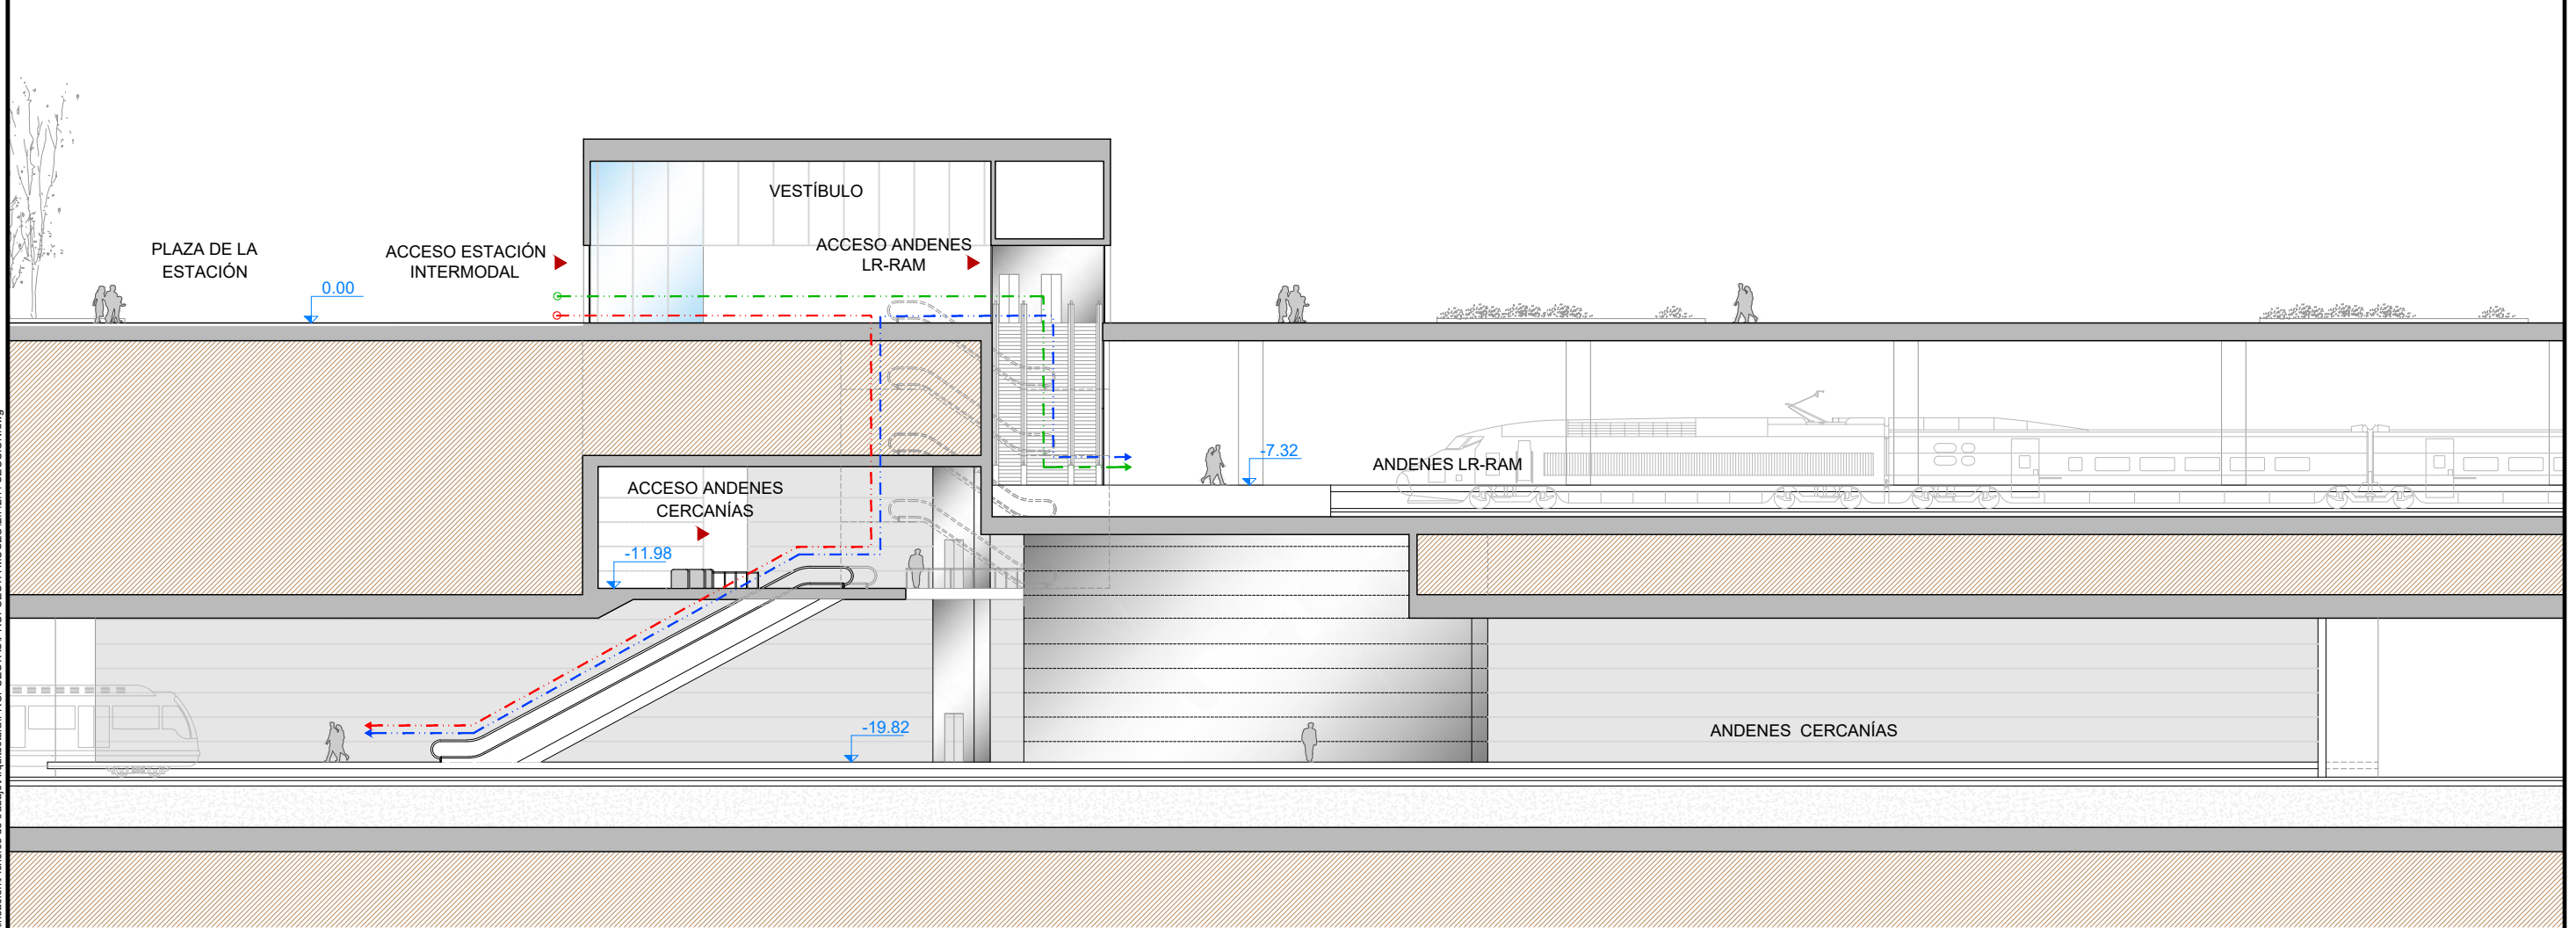 VESTÍBULO
PLAZA DE LA
ESTACIÓN
ACCESO ESTACIÓN
INTERMODAL
ACCESO ANDENES
LR-RAM
0.00
-7.32
ANDENES LR-RAM
ACCESO ANDENES
CERCANÍAS
-11.98
-19.82
ANDENES CERCANÍAS